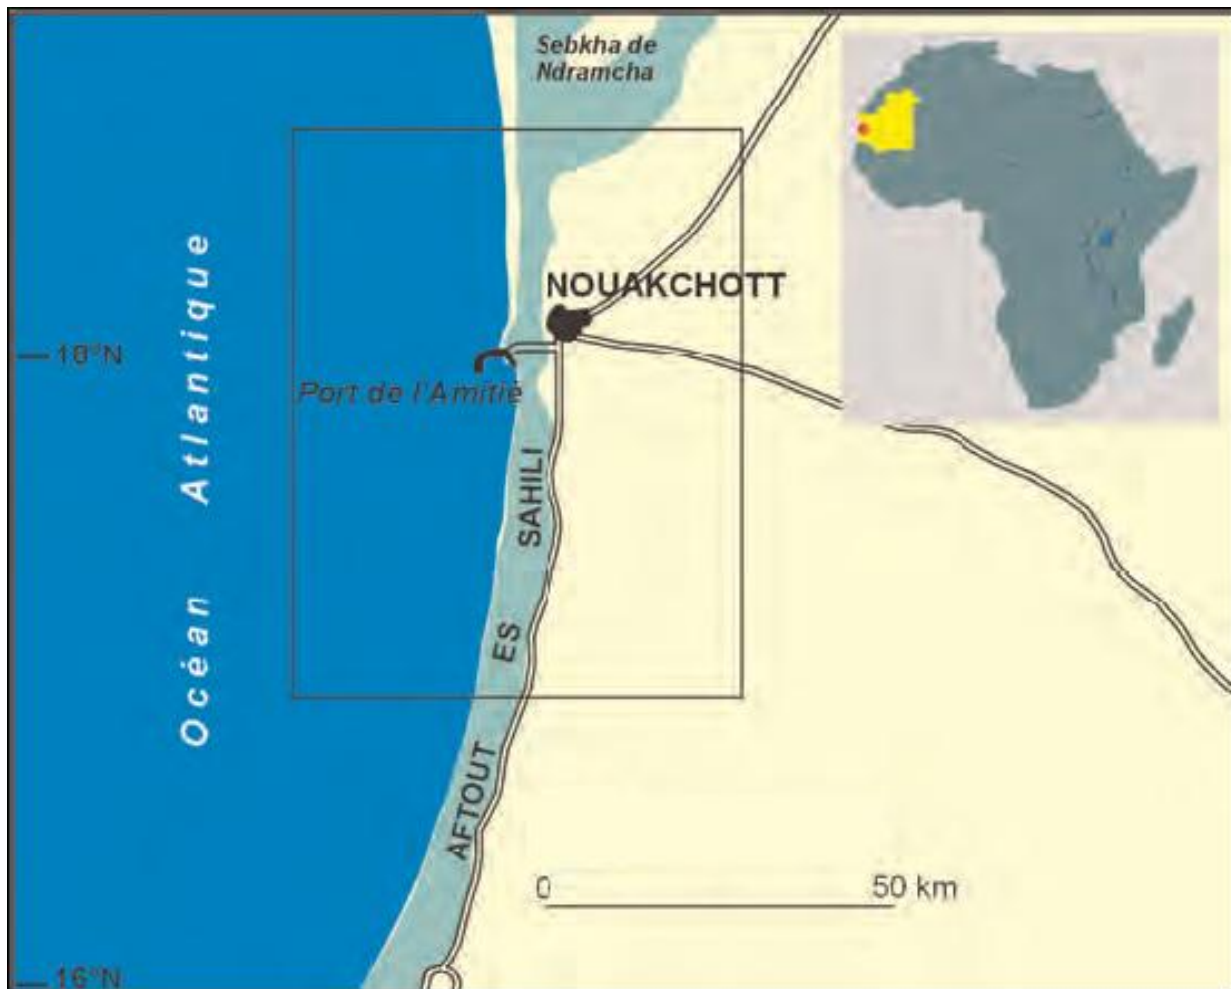 Sebkha de
Ndramcha
NOUAKCHOTT
18°N
Port de l'Amitié
Océan Atlantique
AFTOUT ES SAHILI
0 50 km
16°N